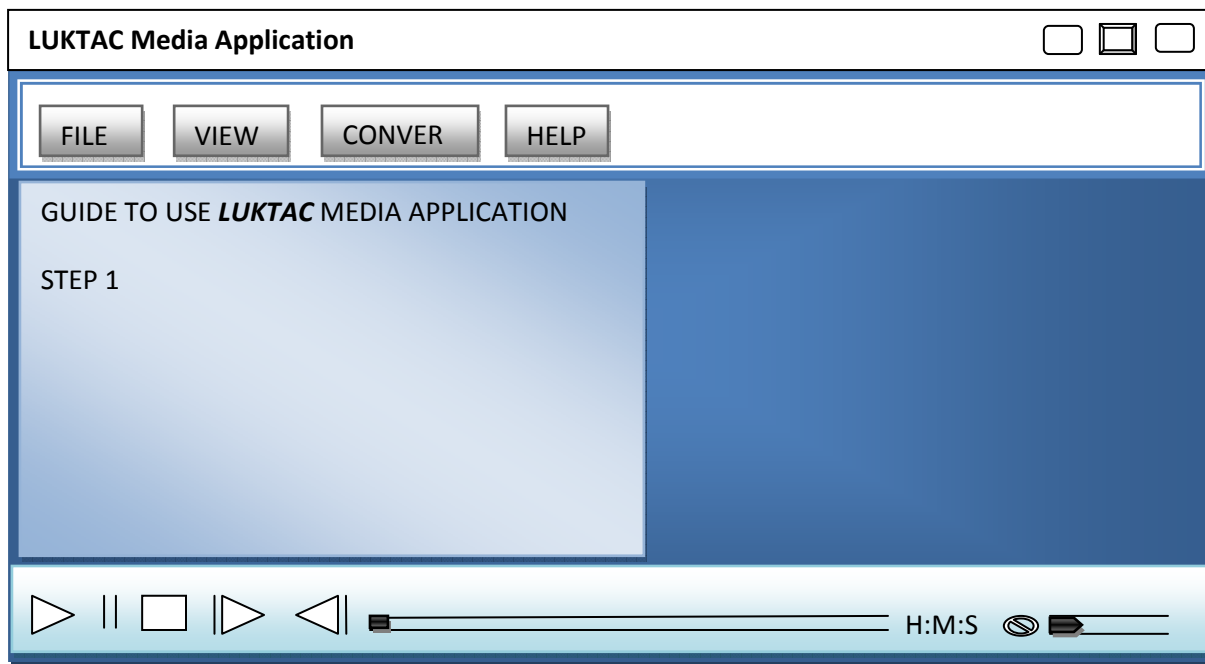 LUKTAC Media Application
FILE VIEW CONVER HELP
GUIDE TO USE LUKTAC MEDIA APPLICATION
STEP 1
H:M:S